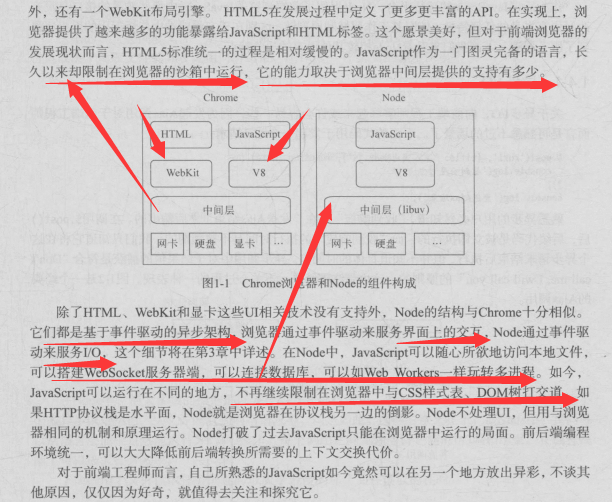 外，还有一个WebKit布局引擎。 HTML5在发展过程中定义了更多更丰富的API。在实现上，浏
览器提供了越来越多的功能暴露给JavaScript和HTML标签。这个愿景美好，但对于前端浏览器的
发展现状而言，HTML5标准统一的过程是相对缓慢的。JavaScript作为一门图灵完备的语言，长
久以来却限制在浏览器的沙箱中运行，它的能力取决于浏览器中间层提供的支持有多少。
Chrome
Node
HTML
JavaScript
JavaScript
WebKit
V8
V8
中间层
中间层（libuv）
网卡
硬盘
显卡
…
网卡
硬盘
…
图1-1 Chrome浏览器和Node的组件构成
除了HTML、WebKit和显卡这些UI相关技术没有支持外，Node的结构与Chrome十分相似。
它们都是基于事件驱动的异步架构，浏览器通过事件驱动来服务界面上的交互，Node通过事件驱
动来服务I/O，这个细节将在第3章中详述。在Node中，JavaScript可以随心所欲地访问本地文件，
可以搭建WebSocket服务器端，可以连接数据库，可以如Web Workers一样玩转多进程。如今，
JavaScript可以运行在不同的地方，不再继续限制在浏览器中与CSS样式表、DOM树打交道。如
果HTTP协议栈是水平面，Node就是浏览器在协议栈另一边的倒影。Node不处理UI，但用与浏览
器相同的机制和原理运行。Node打破了过去JavaScript只能在浏览器中运行的局面。前后端编程
环境统一，可以大大降低前后端转换所需要的上下文交换代价。
对于前端工程师而言，自己所熟悉的JavaScript如今竟然可以在另一个地方放出异彩，不谈其
他原因，仅仅因为好奇，就值得去关注和探究它。